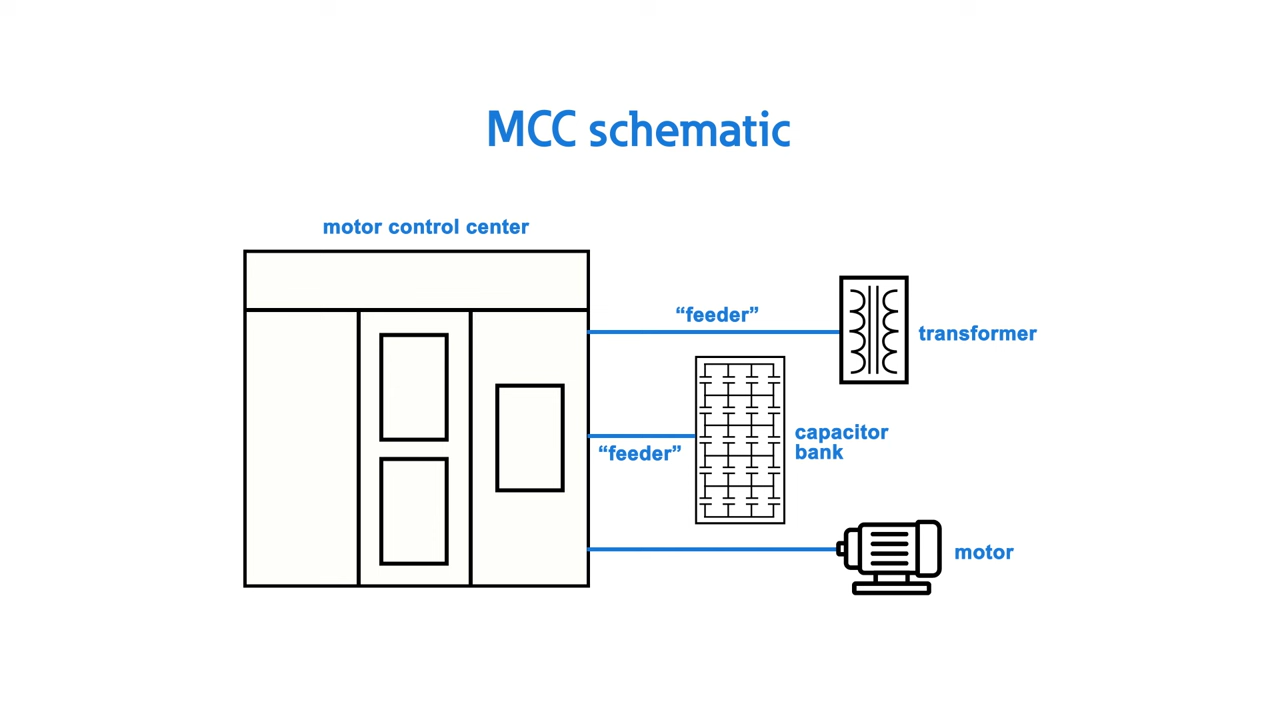 MCC schematic
motor control center
“feeder”
transformer
capacitor
bank
“feeder”
motor